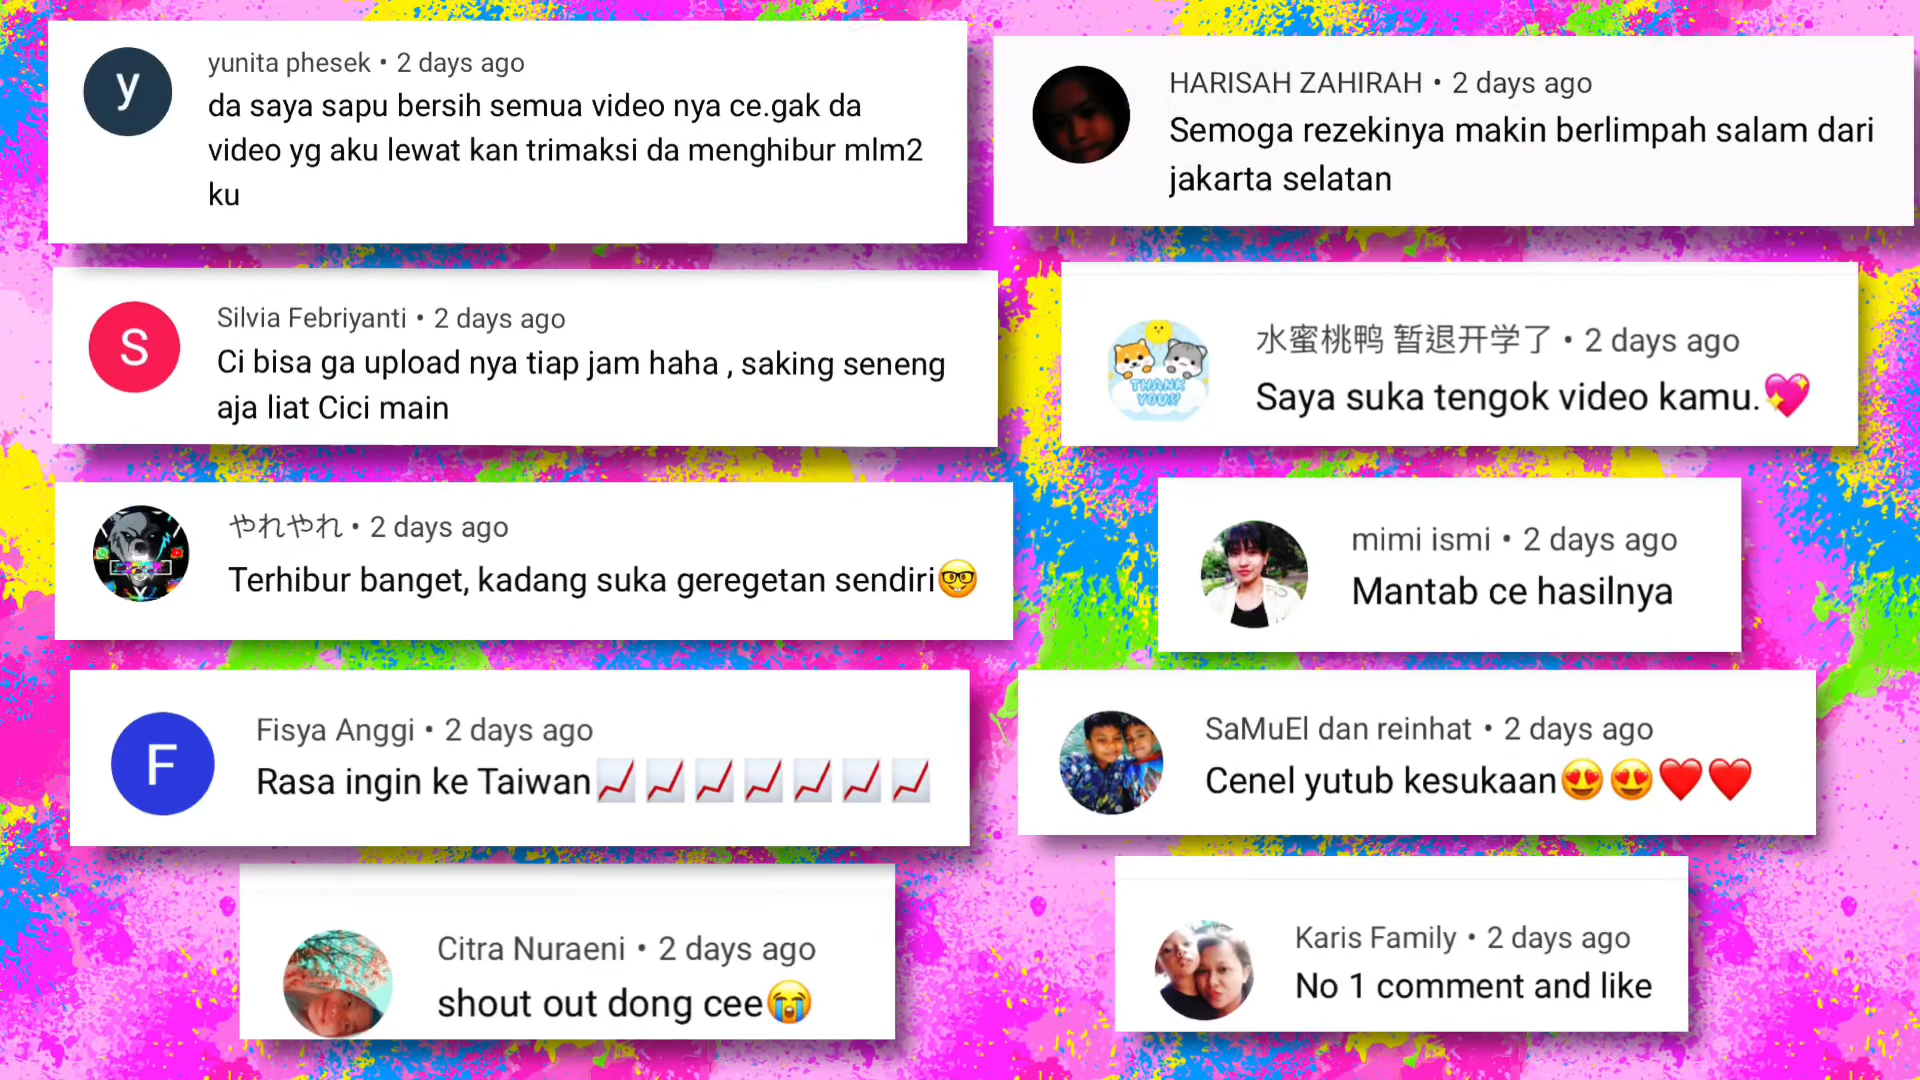 yunita phesek • 2 days ago
da saya sapu bersih semua video nya ce.gak da
video yg aku lewat kan trimaksi da menghibur mlm2
ku
Silvia Febriyanti • 2 days ago
Ci bisa ga upload nya tiap jam haha , saking seneng
aja liat Cici main
やれやれ • 2 days ago
Terhibur banget, kadang suka geregetan sendiri🤓
Fisya Anggi • 2 days ago
Rasa ingin ke Taiwan📈📈📈📈📈📈📈
Citra Nuraeni • 2 days ago
shout out dong cee😭
HARISAH ZAHIRAH • 2 days ago
Semoga rezekinya makin berlimpah salam dari
jakarta selatan
水蜜桃鸭 暂退开学了 • 2 days ago
Saya suka tengok video kamu.💖
THANK
YOU!!
mimi ismi • 2 days ago
Mantab ce hasilnya
SaMuEl dan reinhat • 2 days ago
Cenel yutub kesukaan😍😍❤️❤️
Karis Family • 2 days ago
No 1 comment and like
y
S
F